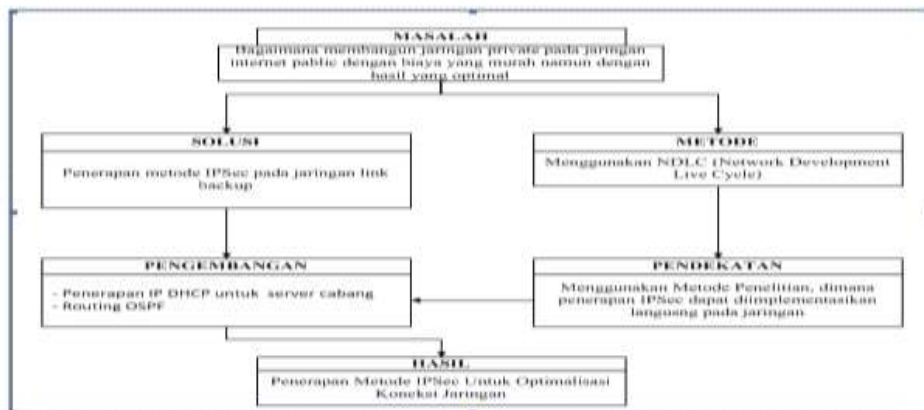 MASALAH
Bagaimana membangun jaringan private pada jaringan
internet public dengan biaya yang murah namun dengan
hasil yang optimal
SOLUSI
Penerapan metode IPSec pada jaringan link
backup
METODE
Menggunakan NDLC (Network Development
Live Cycle)
PENGEMBANGAN
- Penerapan IP DHCP untuk server cabang
- Routing OSPF
PENDEKATAN
Menggunakan Metode Penelitian, dimana
penerapan IPSec dapat diimplementasikan
langsung pada jaringan
HASIL
Penerapan Metode IPSec Untuk Optimalisasi
Koneksi Jaringan